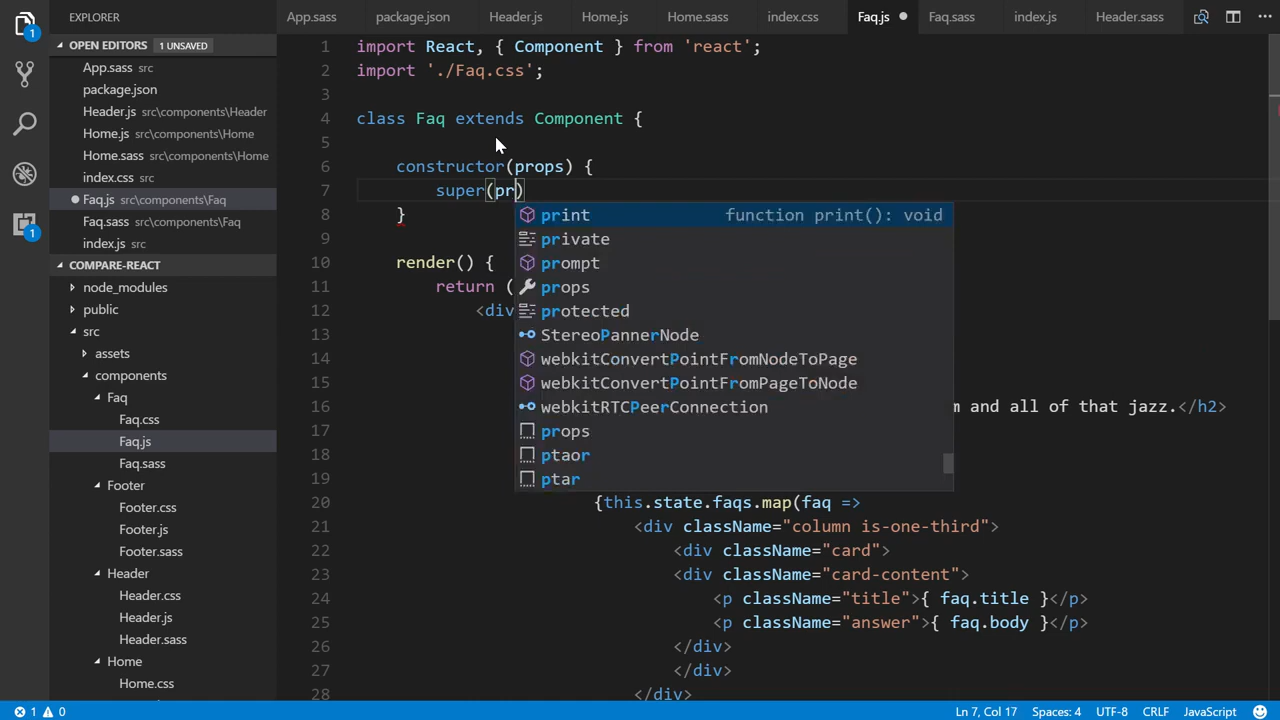 EXPLORER
App.sass package.json Header.js Home.js Home.sass index.css Faq.js Faq.sass index.js Header.sass
1
OPEN EDITORS 1 UNSAVED
App.sass src
package.json
Header.js src\components\Header
Home.js src\components\Home
Home.sass src\components\Home
index.css src
Faq.js src\components\Faq
Faq.sass src\components\Faq
index.js src
1
COMPARE-REACT
node_modules
public
src
assets
components
Faq
Faq.css
Faq.js
Faq.sass
Footer
Footer.css
Footer.js
Footer.sass
Header
Header.css
Header.js
Header.sass
Home
Home.css
1 import React, { Component } from 'react';
2 import './Faq.css';
3
4 class Faq extends Component {
5
6 constructor(props) {
7 super(pr)
8 }
9
10 render() {
11 return (
12 <div
13
14
15
16 m and all of that jazz.</h2>
17
18
19
20 {this.state.faqs.map(faq =>
21 <div className="column is-one-third">
22 <div className="card">
23 <div className="card-content">
24 <p className="title">{ faq.title }</p>
25 <p className="answer">{ faq.body }</p>
26 </div>
27 </div>
28 </div>
print function print(): void
private
prompt
props
protected
StereoPannerNode
webkitConvertPointFromNodeToPage
webkitConvertPointFromPageToNode
webkitRTCPeerConnection
props
ptaor
ptar
1 0 Ln 7, Col 17 Spaces: 4 UTF-8 CRLF JavaScript